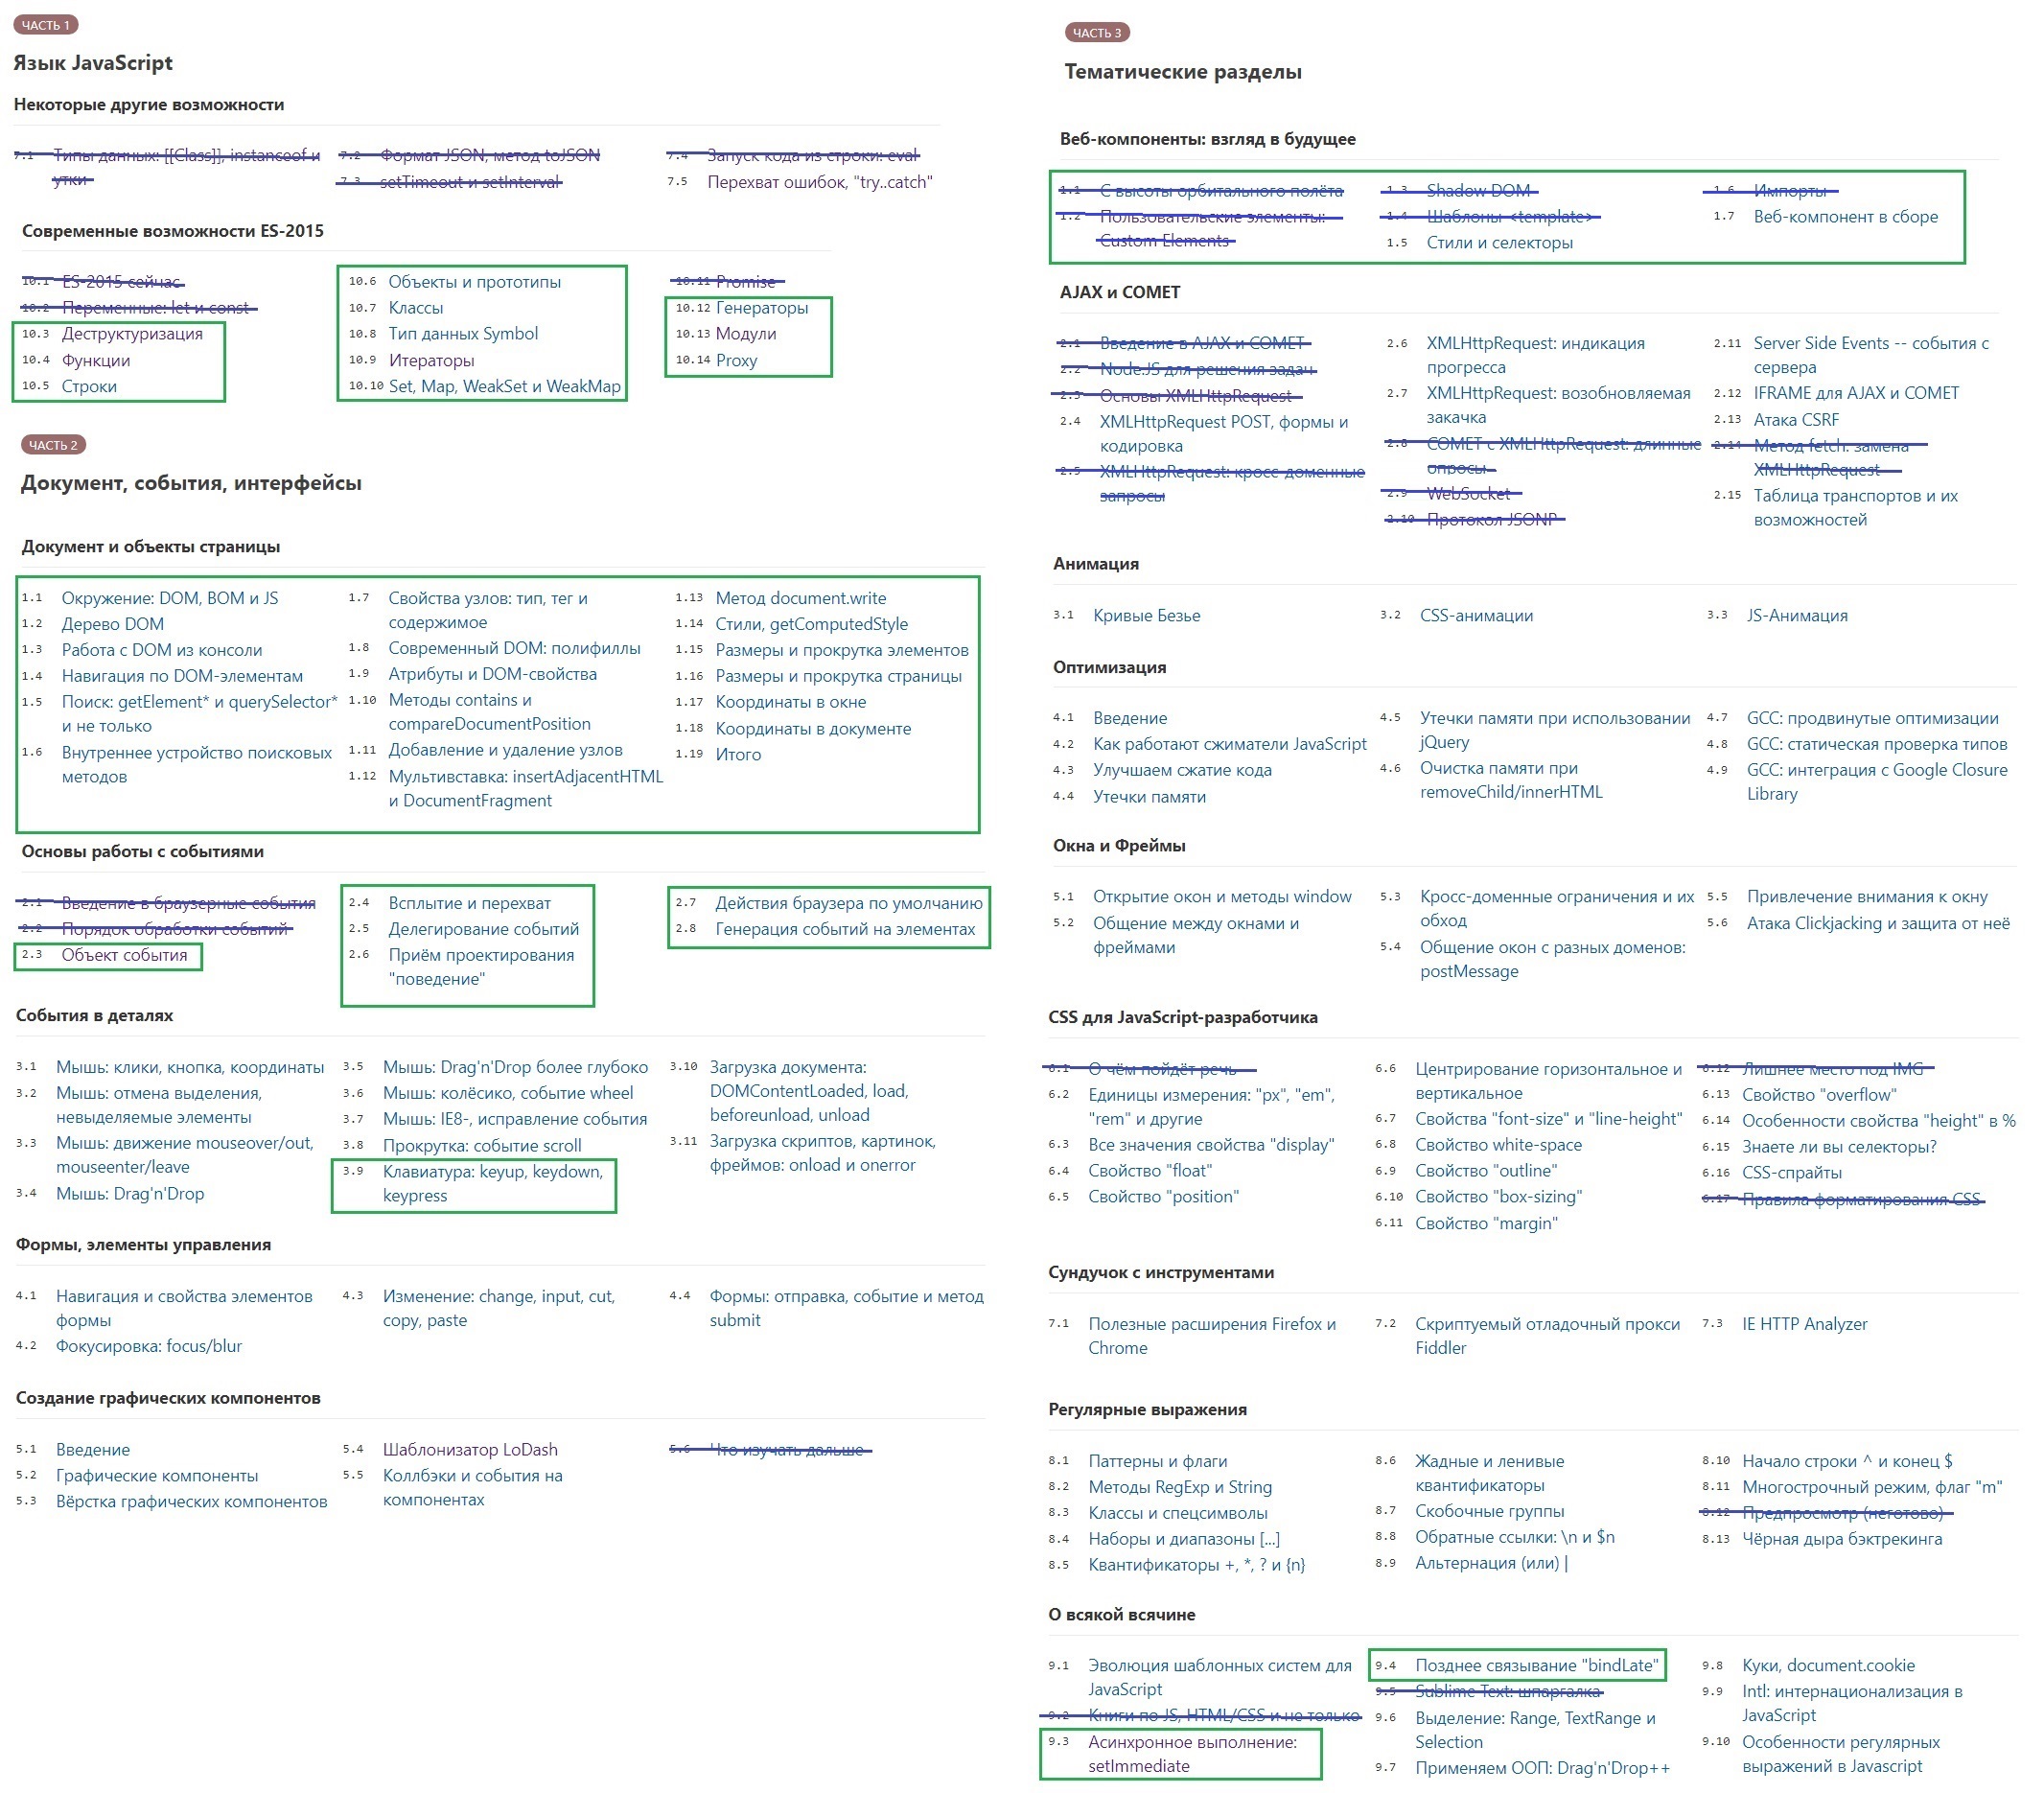 ЧАСТЬ 1
Язык JavaScript
Некоторые другие возможности
7.1 Типы данных: [[Class]], instanceof и
утки
7.2 Формат JSON, метод toJSON
7.3 setTimeout и setInterval
7.4 Запуск кода из строки: eval
7.5 Перехват ошибок, "try..catch"
Современные возможности ES-2015
10.1 ES-2015 сейчас
10.2 Переменные: let и const
10.3 Деструктуризация
10.4 Функции
10.5 Строки
10.6 Объекты и прототипы
10.7 Классы
10.8 Тип данных Symbol
10.9 Итераторы
10.10 Set, Map, WeakSet и WeakMap
10.11 Promise
10.12 Генераторы
10.13 Модули
10.14 Proxy
ЧАСТЬ 2
Документ, события, интерфейсы
Документ и объекты страницы
1.1 Окружение: DOM, BOM и JS
1.2 Дерево DOM
1.3 Работа с DOM из консоли
1.4 Навигация по DOM-элементам
1.5 Поиск: getElement* и querySelector*
и не только
1.6 Внутреннее устройство поисковых
методов
1.7 Свойства узлов: тип, тег и
содержимое
1.8 Современный DOM: полифиллы
1.9 Атрибуты и DOM-свойства
1.10 Методы contains и
compareDocumentPosition
1.11 Добавление и удаление узлов
1.12 Мультивставка: insertAdjacentHTML
и DocumentFragment
1.13 Метод document.write
1.14 Стили, getComputedStyle
1.15 Размеры и прокрутка элементов
1.16 Размеры и прокрутка страницы
1.17 Координаты в окне
1.18 Координаты в документе
1.19 Итого
Основы работы с событиями
2.1 Введение в браузерные события
2.2 Порядок обработки событий
2.3 Объект события
2.4 Всплытие и перехват
2.5 Делегирование событий
2.6 Приём проектирования
"поведение"
2.7 Действия браузера по умолчанию
2.8 Генерация событий на элементах
События в деталях
3.1 Мышь: клики, кнопка, координаты
3.2 Мышь: отмена выделения,
невыделяемые элементы
3.3 Мышь: движение mouseover/out,
mouseenter/leave
3.4 Мышь: Drag'n'Drop
3.5 Мышь: Drag'n'Drop более глубоко
3.6 Мышь: колёсико, событие wheel
3.7 Мышь: IE8-, исправление события
3.8 Прокрутка: событие scroll
3.9 Клавиатура: keyup, keydown,
keypress
3.10 Загрузка документа:
DOMContentLoaded, load,
beforeunload, unload
3.11 Загрузка скриптов, картинок,
фреймов: onload и onerror
Формы, элементы управления
4.1 Навигация и свойства элементов
формы
4.2 Фокусировка: focus/blur
4.3 Изменение: change, input, cut,
copy, paste
4.4 Формы: отправка, событие и метод
submit
Создание графических компонентов
5.1 Введение
5.2 Графические компоненты
5.3 Вёрстка графических компонентов
5.4 Шаблонизатор LoDash
5.5 Коллбэки и события на
компонентах
5.6 Что изучать дальше
ЧАСТЬ 3
Тематические разделы
Веб-компоненты: взгляд в будущее
1.1 С высоты орбитального полёта
1.2 Пользовательские элементы:
Custom Elements
1.3 Shadow DOM
1.4 Шаблоны <template>
1.5 Стили и селекторы
1.6 Импорты
1.7 Веб-компонент в сборе
AJAX и COMET
2.1 Введение в AJAX и COMET
2.2 Node.JS для решения задач
2.3 Основы XMLHttpRequest
2.4 XMLHttpRequest POST, формы и
кодировка
2.5 XMLHttpRequest: кросс-доменные
запросы
2.6 XMLHttpRequest: индикация
прогресса
2.7 XMLHttpRequest: возобновляемая
закачка
2.8 COMET с XMLHttpRequest: длинные
опросы
2.9 WebSocket
2.10 Протокол JSONP
2.11 Server Side Events -- события с
сервера
2.12 IFRAME для AJAX и COMET
2.13 Атака CSRF
2.14 Метод fetch: замена
XMLHttpRequest
2.15 Таблица транспортов и их
возможностей
Анимация
3.1 Кривые Безье
3.2 CSS-анимации
3.3 JS-Анимация
Оптимизация
4.1 Введение
4.2 Как работают сжиматели JavaScript
4.3 Улучшаем сжатие кода
4.4 Утечки памяти
4.5 Утечки памяти при использовании
jQuery
4.6 Очистка памяти при
removeChild/innerHTML
4.7 GCC: продвинутые оптимизации
4.8 GCC: статическая проверка типов
4.9 GCC: интеграция с Google Closure
Library
Окна и Фреймы
5.1 Открытие окон и методы window
5.2 Общение между окнами и
фреймами
5.3 Кросс-доменные ограничения и их
обход
5.4 Общение окон с разных доменов:
postMessage
5.5 Привлечение внимания к окну
5.6 Атака Clickjacking и защита от неё
CSS для JavaScript-разработчика
6.1 О чём пойдёт речь
6.2 Единицы измерения: "px", "em",
"rem" и другие
6.3 Все значения свойства "display"
6.4 Свойство "float"
6.5 Свойство "position"
6.6 Центрирование горизонтальное и
вертикальное
6.7 Свойства "font-size" и "line-height"
6.8 Свойство white-space
6.9 Свойство "outline"
6.10 Свойство "box-sizing"
6.11 Свойство "margin"
6.12 Лишнее место под IMG
6.13 Свойство "overflow"
6.14 Особенности свойства "height" в %
6.15 Знаете ли вы селекторы?
6.16 CSS-спрайты
6.17 Правила форматирования CSS
Сундучок с инструментами
7.1 Полезные расширения Firefox и
Chrome
7.2 Скриптуемый отладочный прокси
Fiddler
7.3 IE HTTP Analyzer
Регулярные выражения
8.1 Паттерны и флаги
8.2 Методы RegExp и String
8.3 Классы и спецсимволы
8.4 Наборы и диапазоны [...]
8.5 Квантификаторы +, *, ? и {n}
8.6 Жадные и ленивые
квантификаторы
8.7 Скобочные группы
8.8 Обратные ссылки: \n и $n
8.9 Альтернация (или) |
8.10 Начало строки ^ и конец $
8.11 Многострочный режим, флаг "m"
8.12 Предпросмотр (неготово)
8.13 Чёрная дыра бэктрекинга
О всякой всячине
9.1 Эволюция шаблонных систем для
JavaScript
9.2 Книги по JS, HTML/CSS и не только
9.3 Асинхронное выполнение:
setImmediate
9.4 Позднее связывание "bindLate"
9.5 Sublime Text: шпаргалка
9.6 Выделение: Range, TextRange и
Selection
9.7 Применяем ООП: Drag'n'Drop++
9.8 Куки, document.cookie
9.9 Intl: интернационализация в
JavaScript
9.10 Особенности регулярных
выражений в Javascript